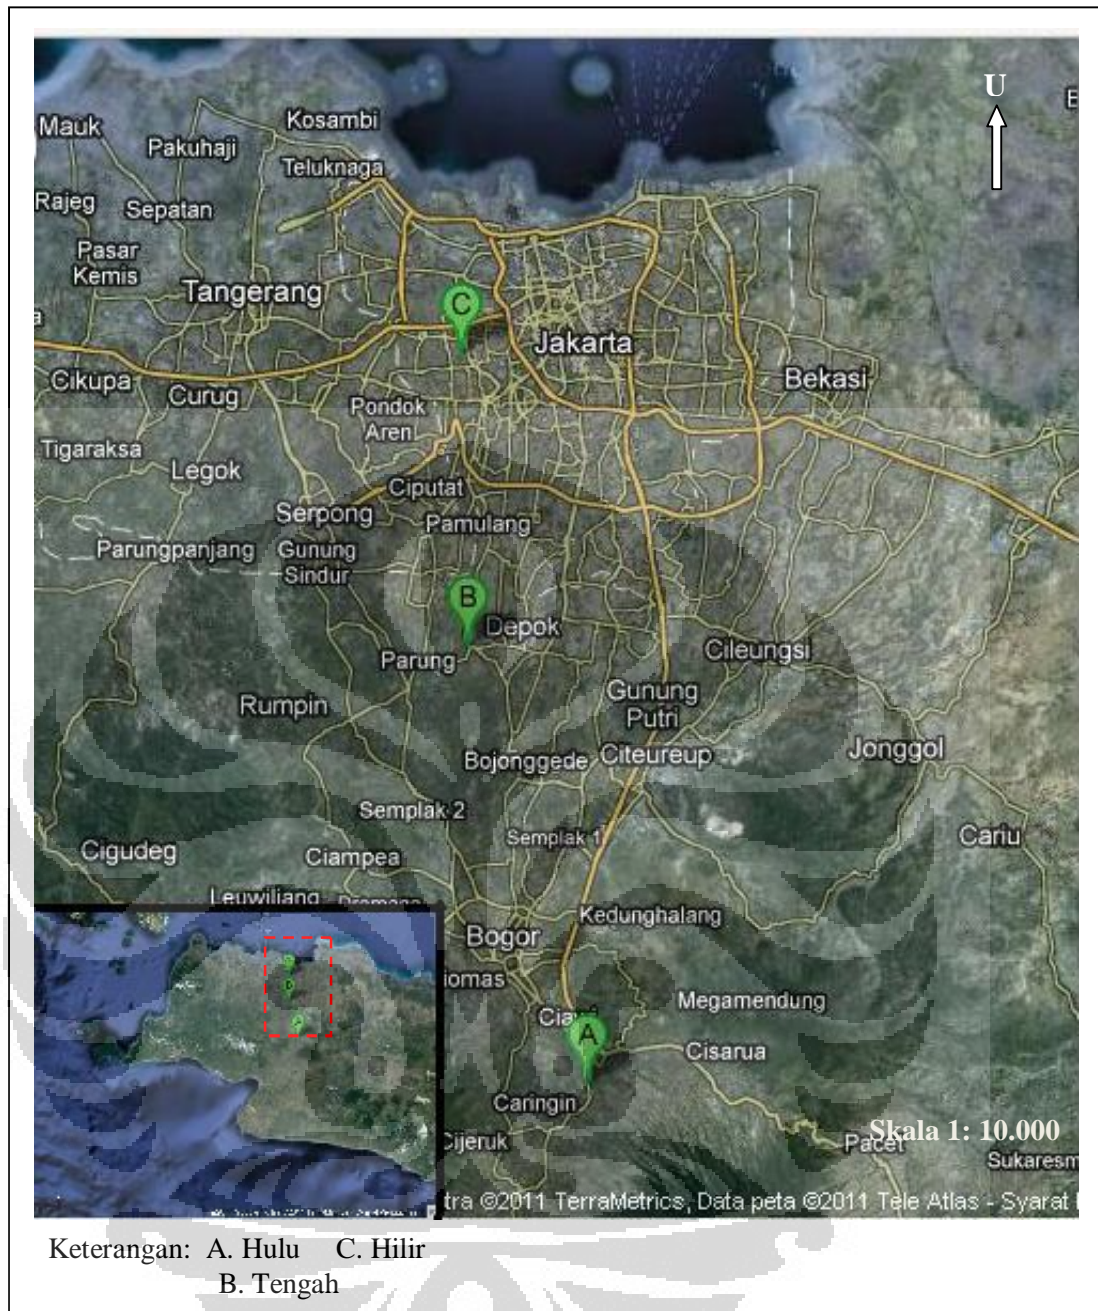 U
Kosambi
Mauk
Pakuhaji
Teluknaga
Rajeg
Sepatan
Pasar
Kemis
Tangerang
C
Jakarta
Bekasi
Cikupa
Curug
Pondok
Aren
Tigaraksa
Legok
Ciputat
Serpong
Pamulang
Parungpanjang
Gunung
Sindur
B
Depok
Parung
Cileungsi
Rumpin
Gunung
Putri
Bojonggede
Citeureup
Jonggol
Semplak 2
Semplak 1
Cariu
Cigudeg
Ciampea
Leuwiliang
Kedunghalang
Bogor
iomas
Megamendung
A
Cisarua
Caringin
Skala 1: 10.000
Cijeruk
Pacet
Sukaresm
tra ©2011 TerraMetrics, Data peta ©2011 Tele Atlas - Syarat
Keterangan: A. Hulu C. Hilir
B. Tengah